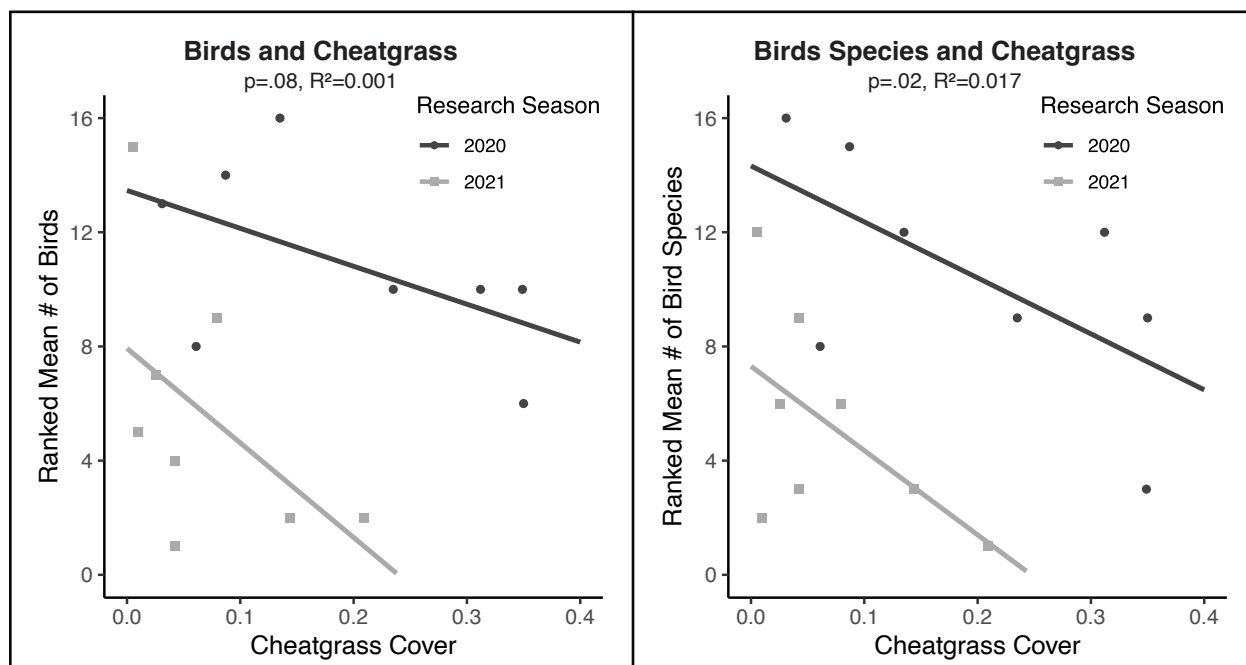 Birds and Cheatgrass
p=.08, R²=0.001
Research Season
2020
2021
Ranked Mean # of Birds
16
12
8
4
0
0.0 0.1 0.2 0.3 0.4
Cheatgrass Cover
Birds Species and Cheatgrass
p=.02, R²=0.017
Research Season
2020
2021
Ranked Mean # of Bird Species
16
12
8
4
0
0.0 0.1 0.2 0.3 0.4
Cheatgrass Cover